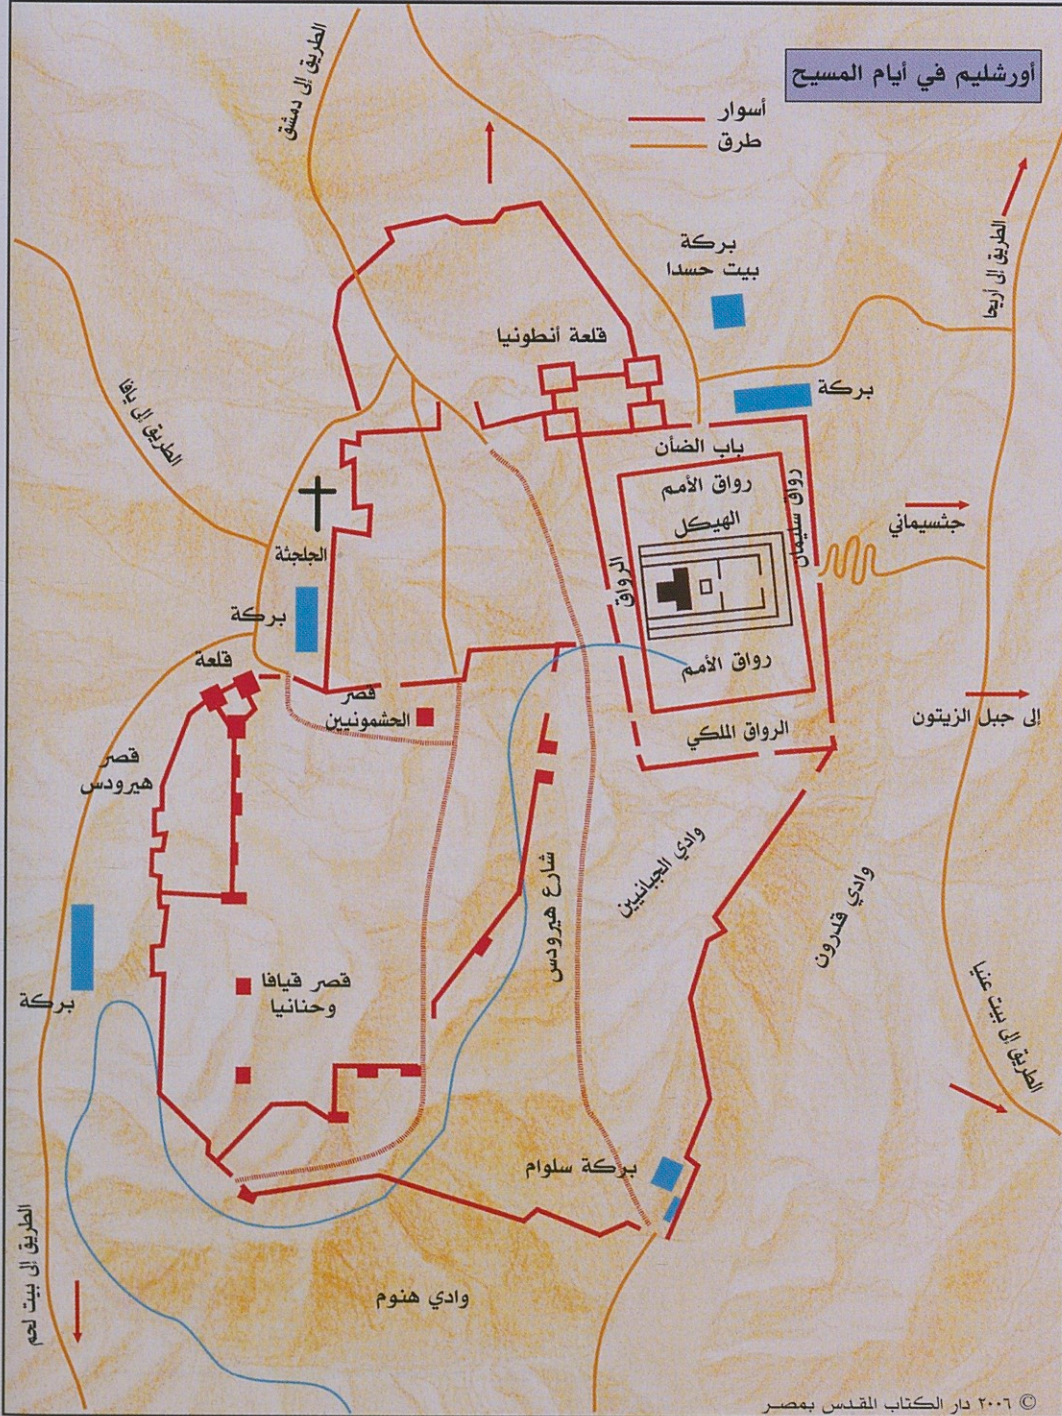 أورشليم في أيام المسيح
أسوار
طرق
الطريق إلى دمشق
الطريق إلى أريحا
بركة
بيت حسدا
قلعة أنطونيا
بركة
الطريق إلى يافا
باب الضأن
رواق الأمم
رواق سليمان
الهيكل
جثسيماني
الجلجثة
الرواق
بركة
رواق الأمم
قلعة
قصر
الحشمونيين
إلى جبل الزيتون
الرواق الملكي
قصر
هيرودس
وادي الجبانيين
شارع هيرودس
وادي قدرون
قصر قيافا
وحنانيا
بركة
الطريق إلى بيت عنيا
بركة سلوام
الطريق إلى بيت لحم
وادي هنوم
© ٢٠٠٦ دار الكتاب المقدس بمصر